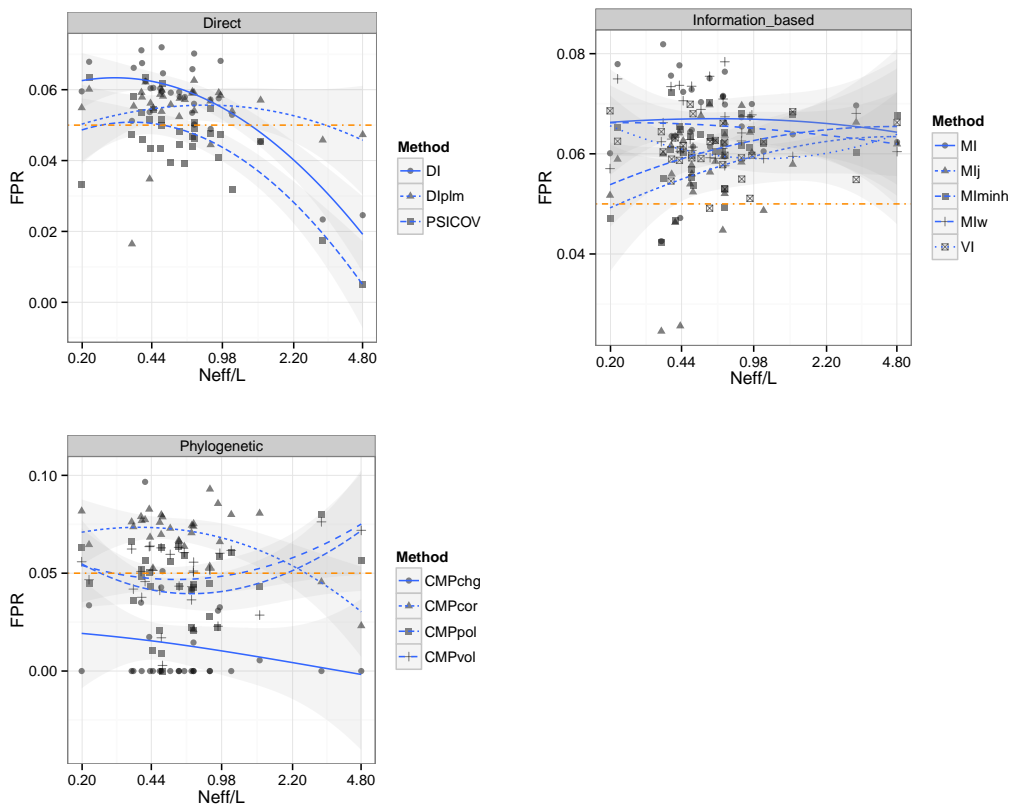 Direct
FPR
0.06
0.04
0.02
0.00
0.20 0.44 0.98 2.20 4.80
Neff/L
Method
DI
DIplm
PSICOV
Information_based
FPR
0.08
0.06
0.04
0.20 0.44 0.98 2.20 4.80
Neff/L
Method
MI
MIj
MIminh
MIw
VI
Phylogenetic
FPR
0.10
0.05
0.00
0.20 0.44 0.98 2.20 4.80
Neff/L
Method
CMPchg
CMPcor
CMPpol
CMPvol